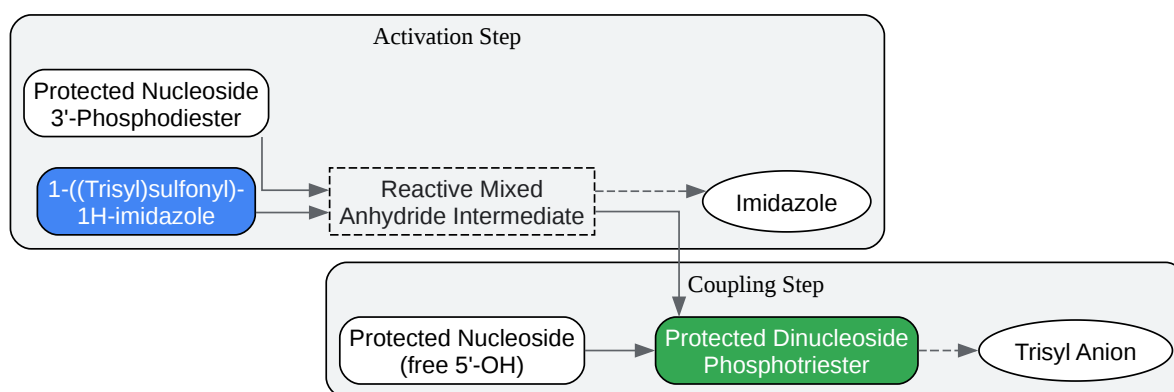 Activation Step
Protected Nucleoside
3'-Phosphodiester
1-((Trisyl)sulfonyl)-
1H-imidazole
Reactive Mixed
Anhydride Intermediate
Imidazole
Coupling Step
Protected Nucleoside
(free 5'-OH)
Protected Dinucleoside
Phosphotriester
Trisyl Anion